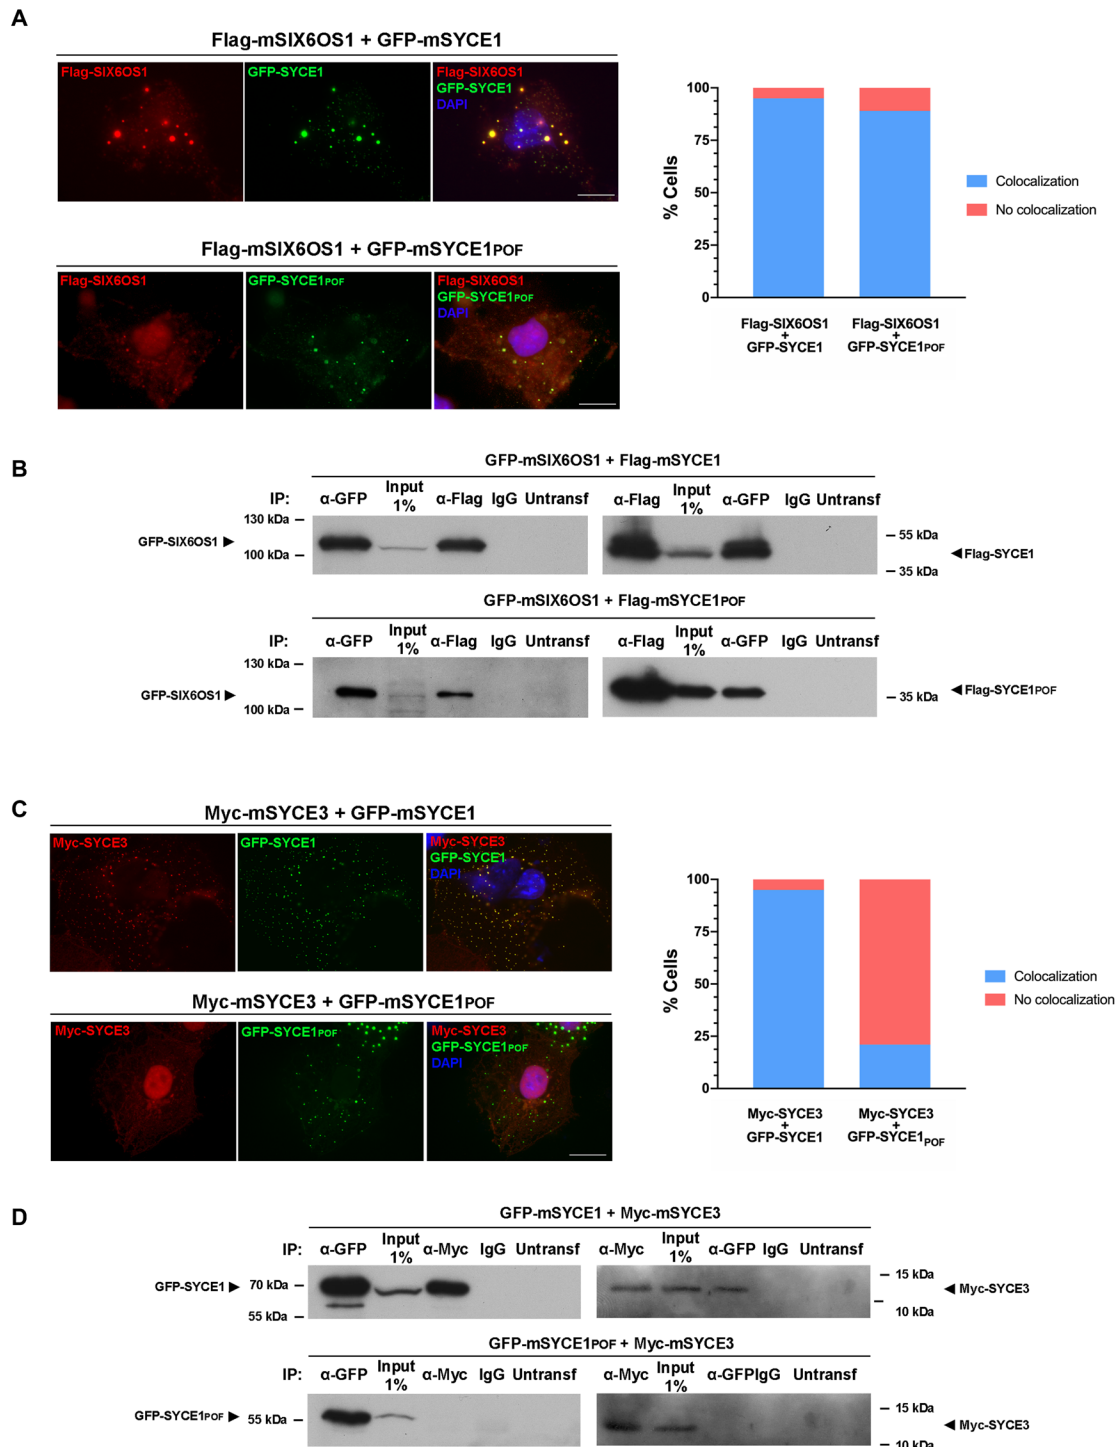 A
Flag-mSIX6OS1 + GFP-mSYCE1
Flag-SIX6OS1
GFP-SYCE1
Flag-SIX6OS1
GFP-SYCE1
DAPI
Flag-mSIX6OS1 + GFP-mSYCE1POF
Flag-SIX6OS1
GFP-SYCE1POF
Flag-SIX6OS1
GFP-SYCE1POF
DAPI
% Cells
100
75
50
25
0
Flag-SIX6OS1
+
GFP-SYCE1
Flag-SIX6OS1
+
GFP-SYCE1POF
Colocalization
No colocalization
B
GFP-mSIX6OS1 + Flag-mSYCE1
IP: α-GFP Input 1% α-Flag IgG Untransf
α-Flag Input 1% α-GFP IgG Untransf
130 kDa
GFP-SIX6OS1
100 kDa
55 kDa
Flag-SYCE1
35 kDa
GFP-mSIX6OS1 + Flag-mSYCE1POF
IP: α-GFP Input 1% α-Flag IgG Untransf
α-Flag Input 1% α-GFP IgG Untransf
130 kDa
GFP-SIX6OS1
100 kDa
35 kDa
Flag-SYCE1POF
C
Myc-mSYCE3 + GFP-mSYCE1
Myc-SYCE3
GFP-SYCE1
Myc-SYCE3
GFP-SYCE1
DAPI
Myc-mSYCE3 + GFP-mSYCE1POF
Myc-SYCE3
GFP-SYCE1POF
Myc-SYCE3
GFP-SYCE1POF
DAPI
% Cells
100
75
50
25
0
Myc-SYCE3
+
GFP-SYCE1
Myc-SYCE3
+
GFP-SYCE1POF
Colocalization
No colocalization
D
GFP-mSYCE1 + Myc-mSYCE3
IP: α-GFP Input 1% α-Myc IgG Untransf
α-Myc Input 1% α-GFP IgG Untransf
GFP-SYCE1
70 kDa
55 kDa
15 kDa
Myc-SYCE3
10 kDa
GFP-mSYCE1POF + Myc-mSYCE3
IP: α-GFP Input 1% α-Myc IgG Untransf
α-Myc Input 1% α-GFPIgG Untransf
GFP-SYCE1POF
55 kDa
15 kDa
Myc-SYCE3
10 kDa